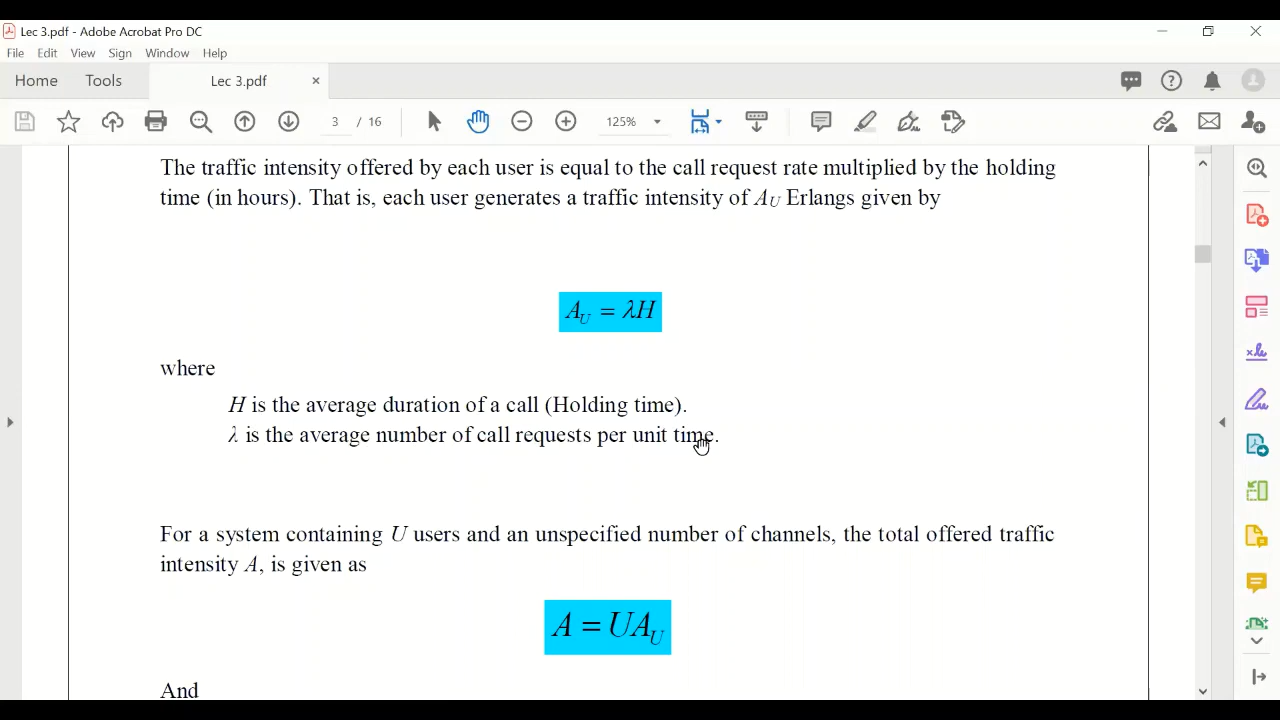 Lec 3.pdf - Adobe Acrobat Pro DC
File Edit View Sign Window Help
Home Tools Lec 3.pdf ×
3 / 16 125%
The traffic intensity offered by each user is equal to the call request rate multiplied by the holding
time (in hours). That is, each user generates a traffic intensity of A_U Erlangs given by
A_U = λH
where
H is the average duration of a call (Holding time).
λ is the average number of call requests per unit time.
For a system containing U users and an unspecified number of channels, the total offered traffic
intensity A, is given as
A = UA_U
And